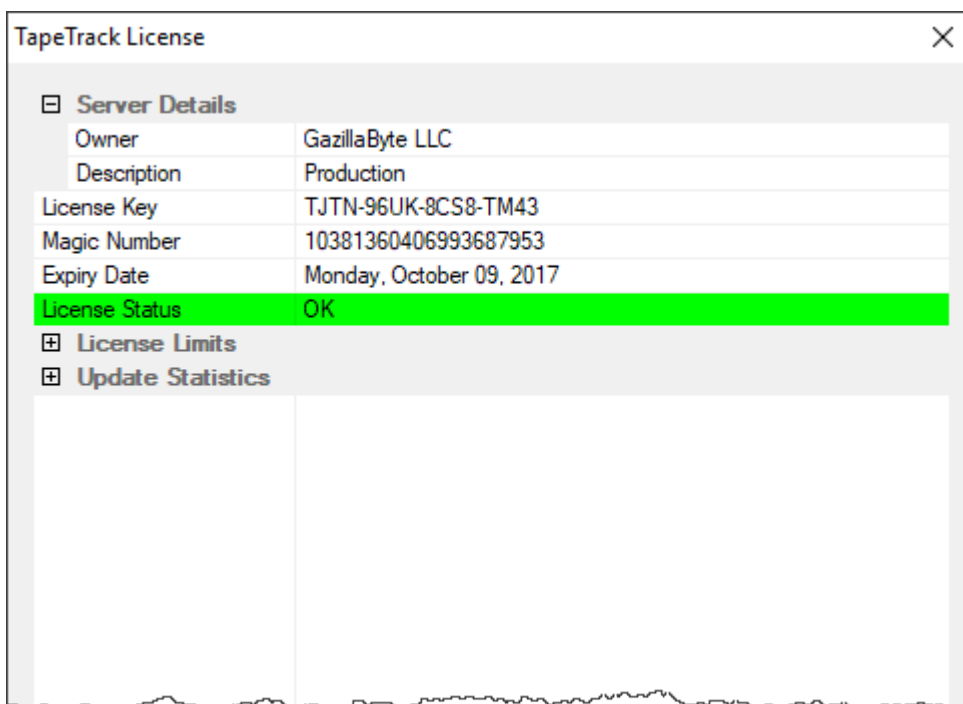 TapeTrack License
Server Details
Owner GazillaByte LLC
Description Production
License Key TJTN-96UK-8CS8-TM43
Magic Number 10381360406993687953
Expiry Date Monday, October 09, 2017
License Status OK
License Limits
Update Statistics